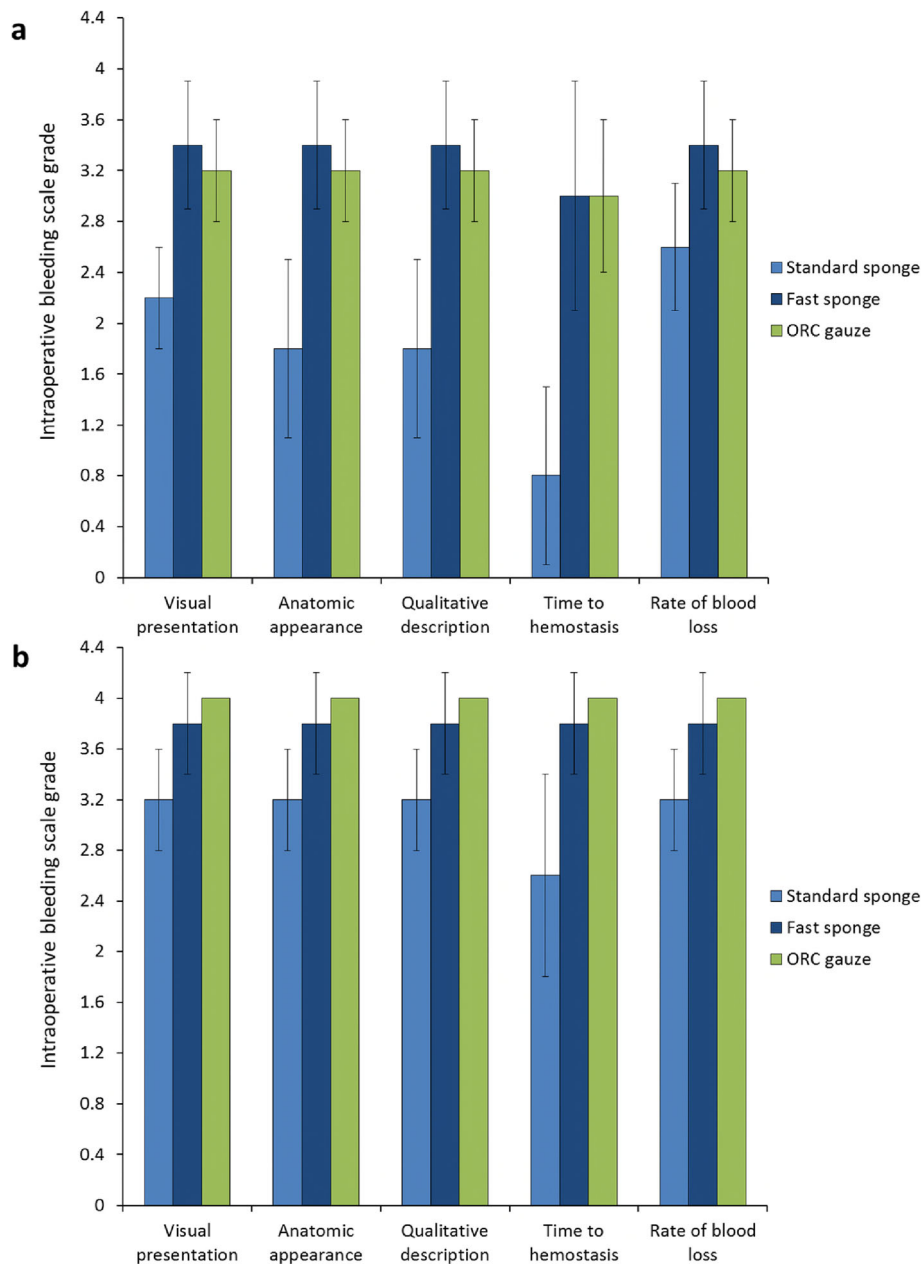 a
Intraoperative bleeding scale grade
4.4
4
3.6
3.2
2.8
2.4
2
1.6
1.2
0.8
0.4
0
Standard sponge
Fast sponge
ORC gauze
Visual
presentation
Anatomic
appearance
Qualitative
description
Time to
hemostasis
Rate of blood
loss
b
Intraoperative bleeding scale grade
4.4
4
3.6
3.2
2.8
2.4
2
1.6
1.2
0.8
0.4
0
Standard sponge
Fast sponge
ORC gauze
Visual
presentation
Anatomic
appearance
Qualitative
description
Time to
hemostasis
Rate of blood
loss